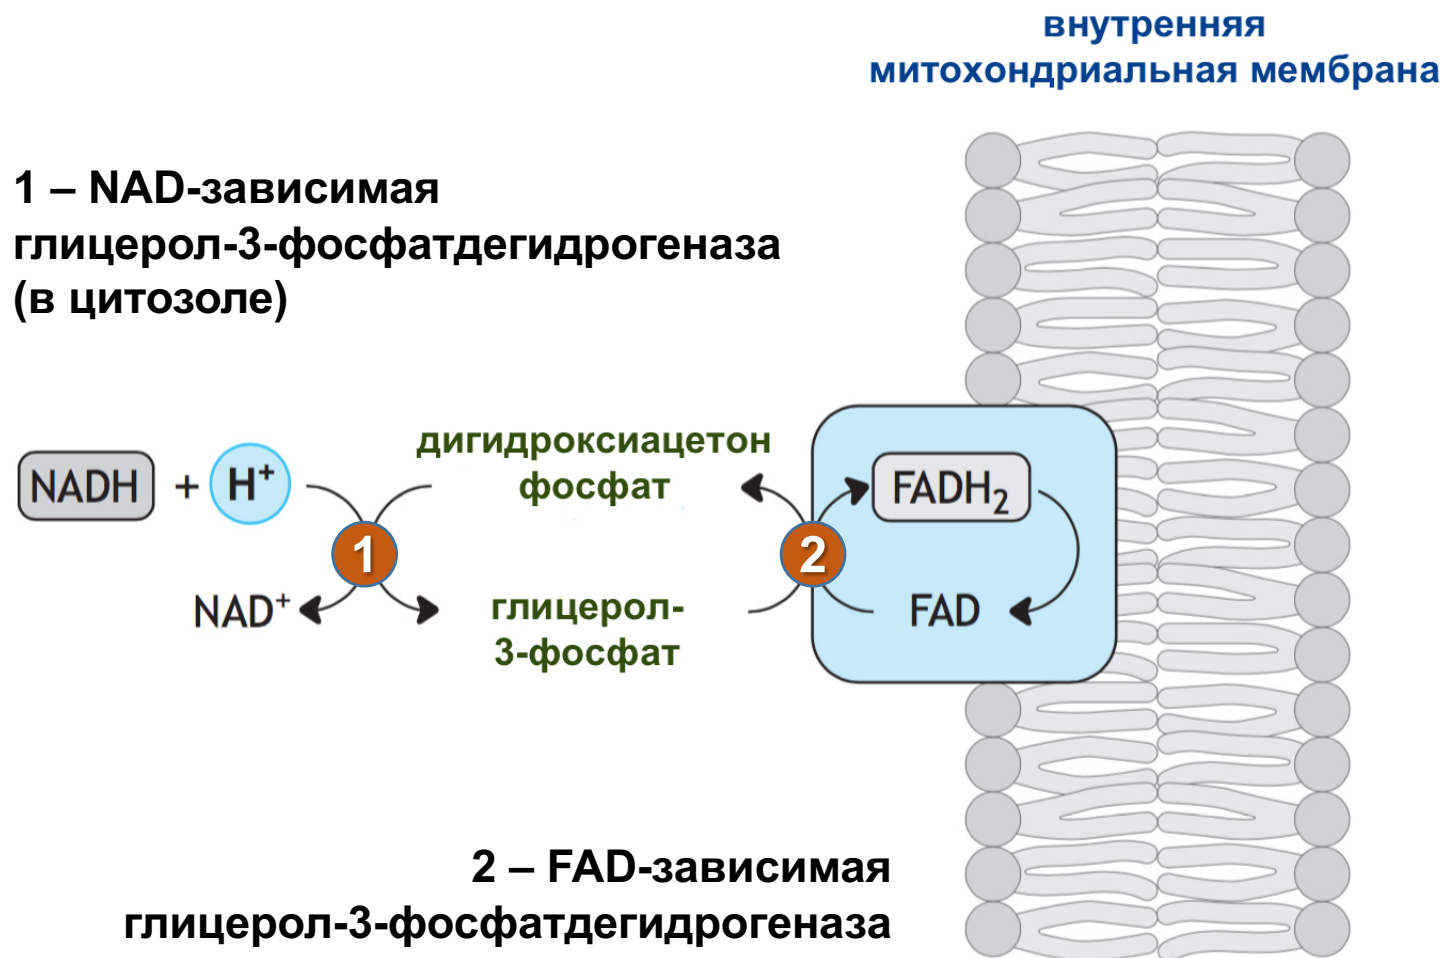 внутренняя
митохондриальная мембрана
1 – NAD-зависимая
глицерол-3-фосфатдегидрогеназа
(в цитозоле)
дигидроксиацетон
фосфат
NADH + H⁺
FADH₂
1
2
NAD⁺
глицерол-
3-фосфат
FAD
2 – FAD-зависимая
глицерол-3-фосфатдегидрогеназа